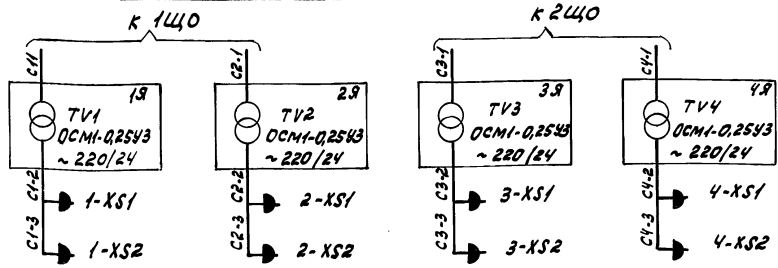 К 1ЩО
К 2ЩО
С11
С2-1
С3-1
С4-1
1Я
2Я
3Я
4Я
TV1
ОСМ1-0,25У3
~ 220/24
TV2
ОСМ1-0,25У3
~ 220/24
TV3
ОСМ1-0,25У3
~ 220/24
TV4
ОСМ1-0,25У3
~ 220/24
С1-2
С2-2
С3-2
С4-2
1-XS1
2-XS1
3-XS1
4-XS1
С1-3
С2-3
С3-3
С4-3
1-XS2
2-XS2
3-XS2
4-XS2